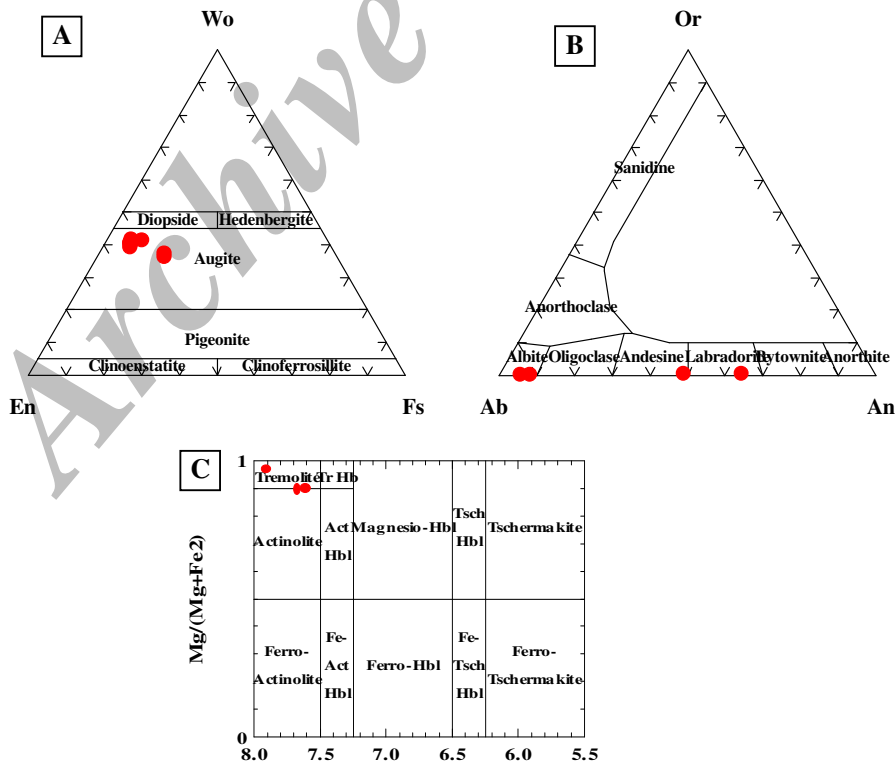 A
Wo
Diopside
Hedenbergite
Augite
Pigeonite
Clinoenstatite
Clinoferrosillite
En
Fs
B
Or
Sanidine
Anorthoclase
Albite
Oligoclase
Andesine
Labradorite
Bytownite
Anorthite
Ab
An
Archive
C
Mg/(Mg+Fe2)
1
0
Tremolite
Tr Hb
Actinolite
Act
Hbl
Magnesio-Hbl
Tsch
Hbl
Tschermakite
Ferro-
Actinolite
Fe-
Act
Hbl
Ferro-Hbl
Fe-
Tsch
Hbl
Ferro-
Tschermakite
8.0
7.5
7.0
6.5
6.0
5.5